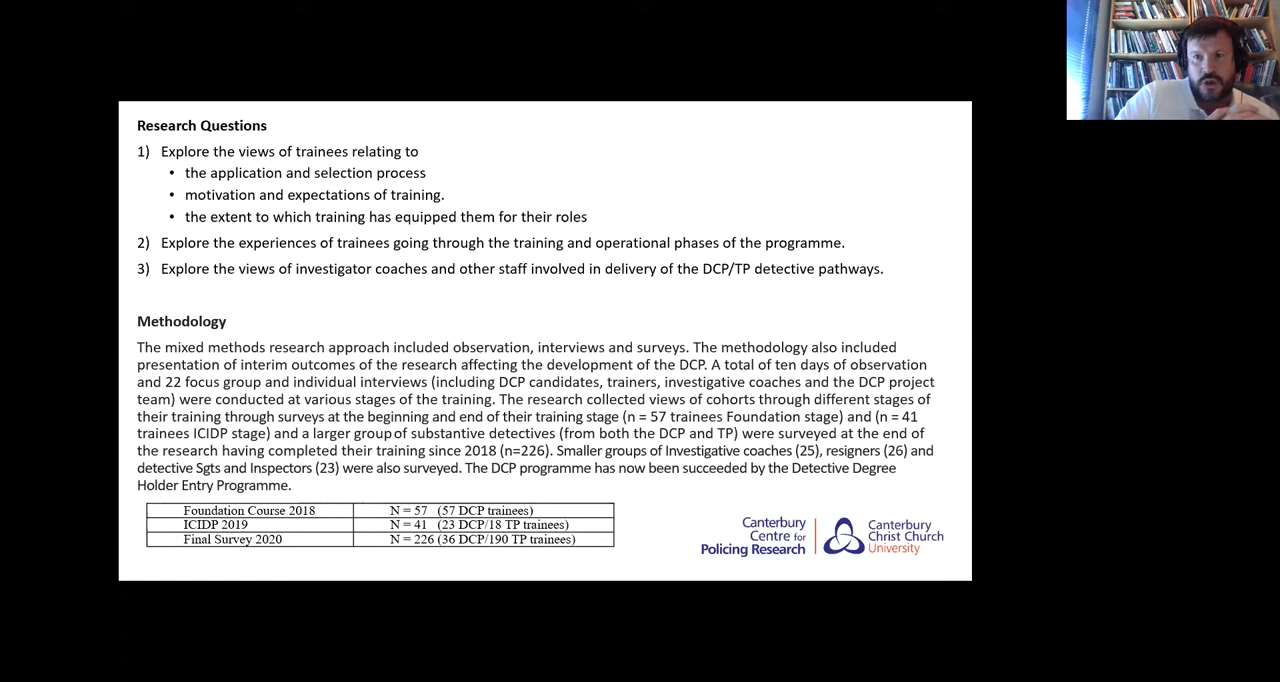 Research Questions
1) Explore the views of trainees relating to
• the application and selection process
• motivation and expectations of training.
• the extent to which training has equipped them for their roles
2) Explore the experiences of trainees going through the training and operational phases of the programme.
3) Explore the views of investigator coaches and other staff involved in delivery of the DCP/TP detective pathways.
Methodology
The mixed methods research approach included observation, interviews and surveys. The methodology also included
presentation of interim outcomes of the research affecting the development of the DCP. A total of ten days of observation
and 22 focus group and individual interviews (including DCP candidates, trainers, investigative coaches and the DCP project
team) were conducted at various stages of the training. The research collected views of cohorts through different stages of
their training through surveys at the beginning and end of their training stage (n = 57 trainees Foundation stage) and (n = 41
trainees ICIDP stage) and a larger group of substantive detectives (from both the DCP and TP) were surveyed at the end of
the research having completed their training since 2018 (n=226). Smaller groups of Investigative coaches (25), resigners (26) and
detective Sgts and Inspectors (23) were also surveyed. The DCP programme has now been succeeded by the Detective Degree
Holder Entry Programme.
Foundation Course 2018 N = 57 (57 DCP trainees)
ICIDP 2019 N = 41 (23 DCP/18 TP trainees)
Final Survey 2020 N = 226 (36 DCP/190 TP trainees)
Canterbury
Centre for
Policing Research
Canterbury
Christ Church
University